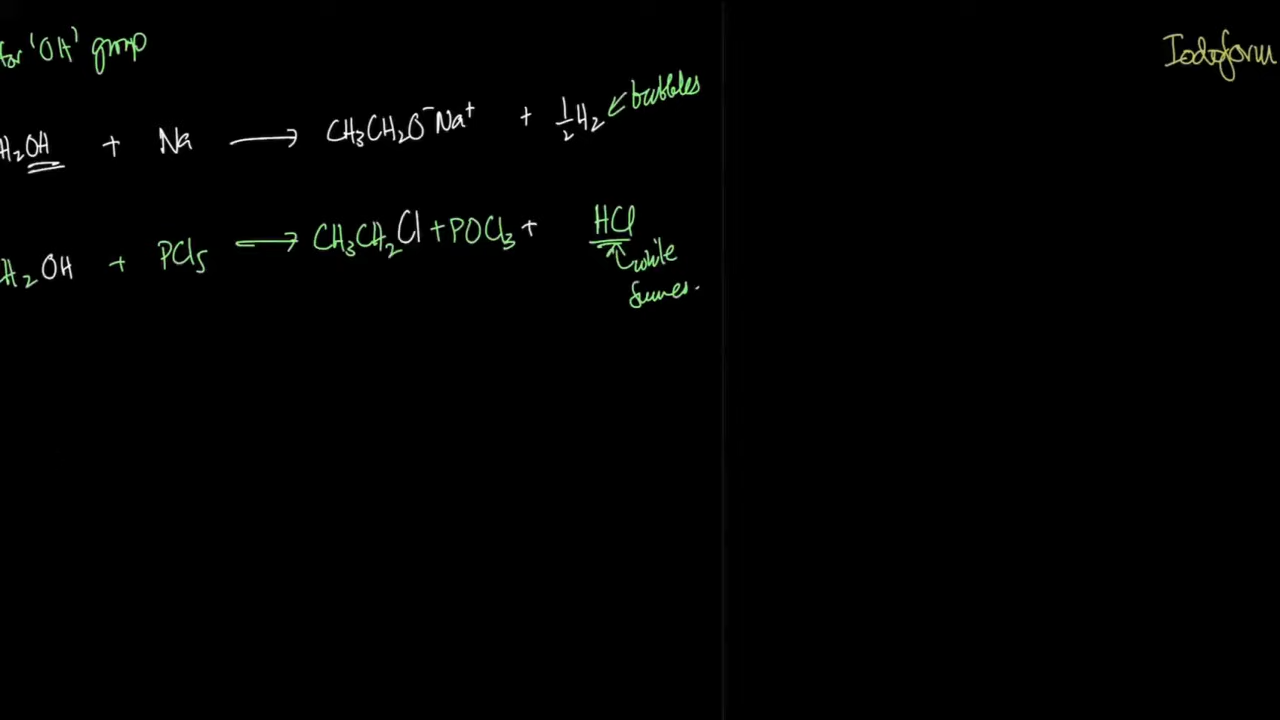 for 'OH' group
H₂OH + Na ⟶ CH₃CH₂O⁻Na⁺ + ½H₂ ← bubbles
H₂OH + PCl₅ ⟶ CH₃CH₂Cl + POCl₃ + HCl
white
fumes.
Iodoform